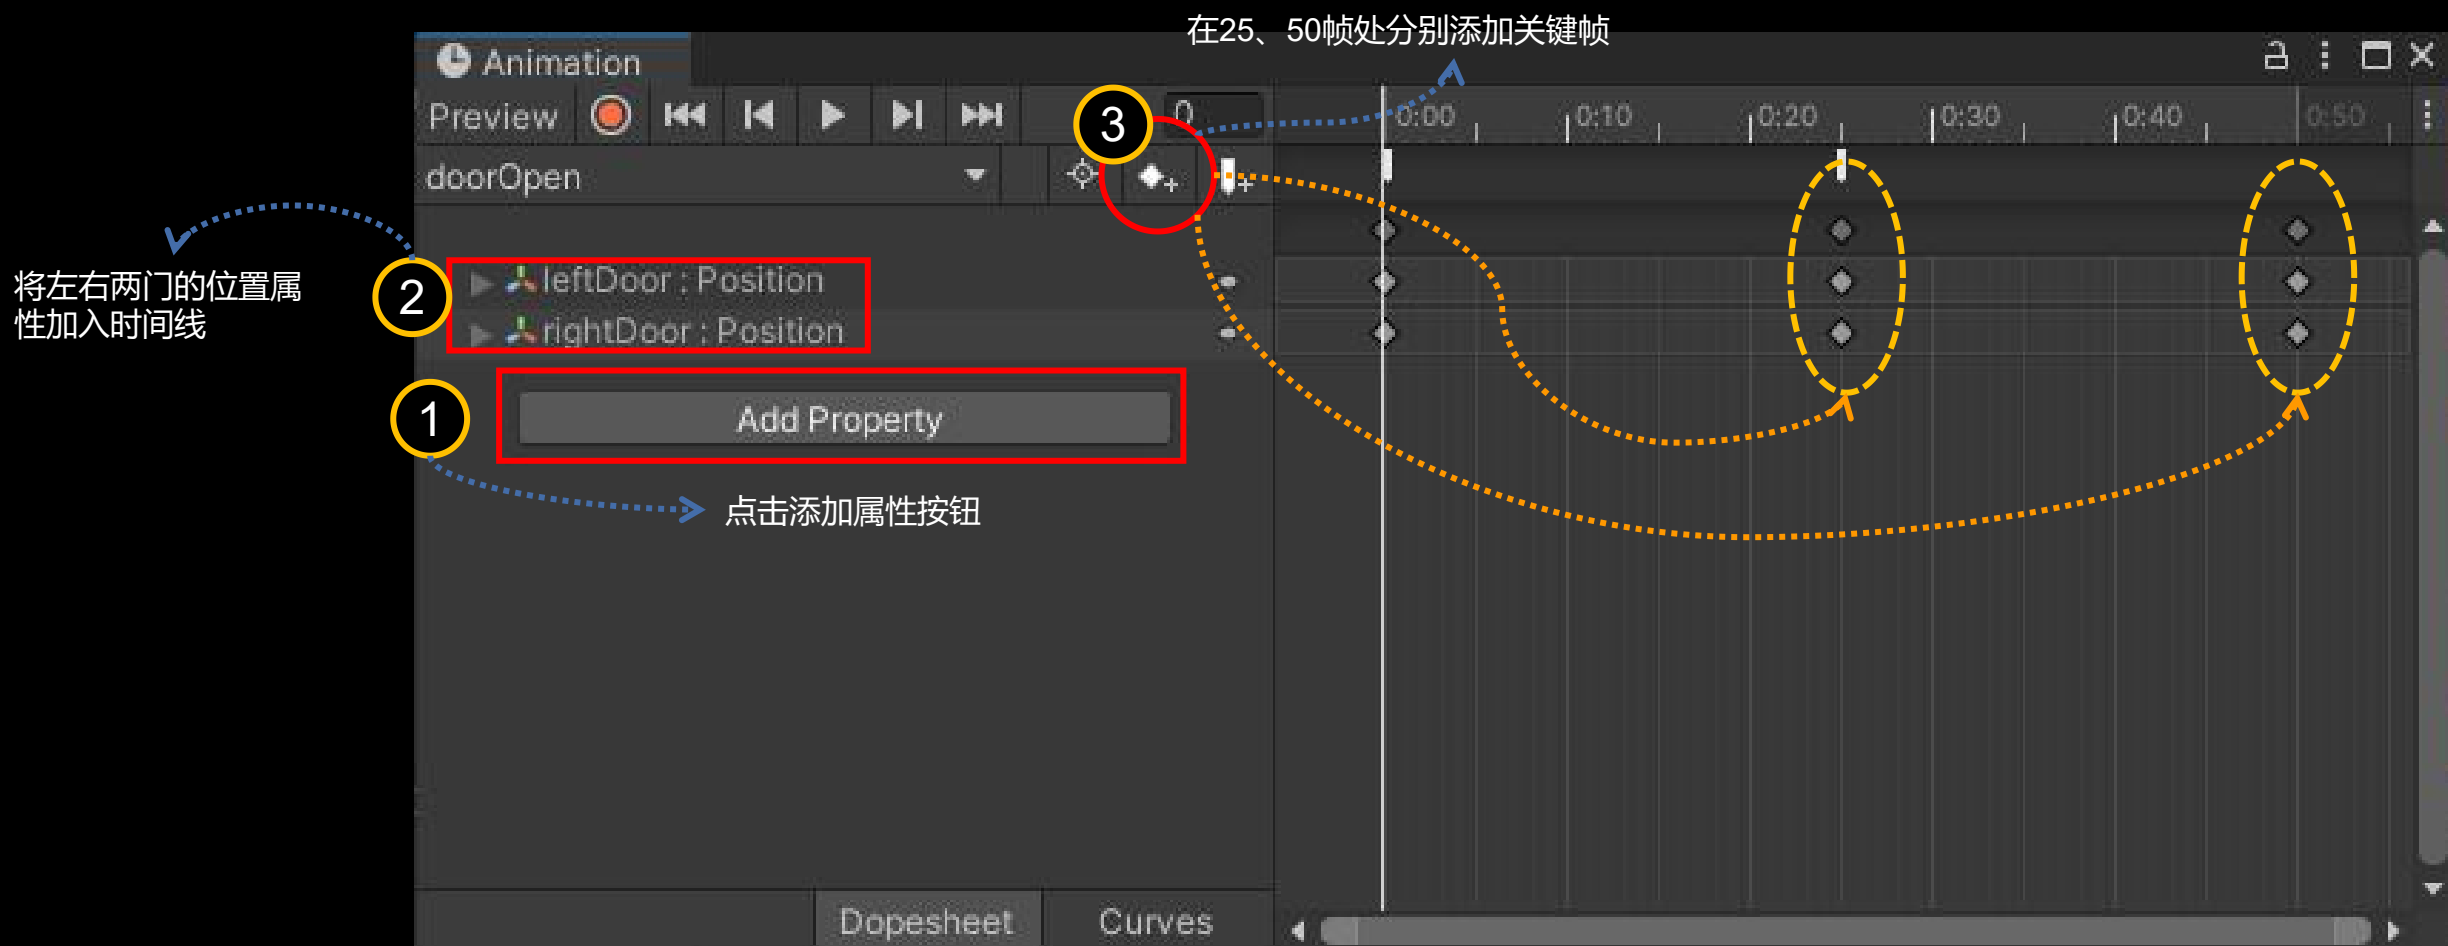 在25、50帧处分别添加关键帧
Animation
Preview
3
0
0:00
0:10
0:20
0:30
0:40
0:50
doorOpen
将左右两门的位置属
性加入时间线
2
leftDoor : Position
rightDoor : Position
1
Add Property
点击添加属性按钮
Dopesheet
Curves